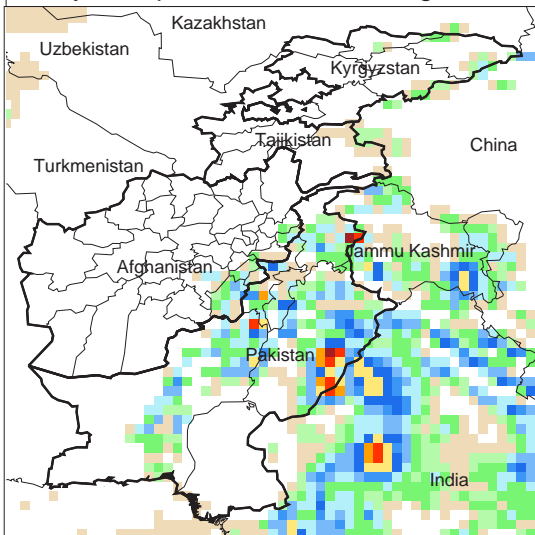 Kazakhstan
Uzbekistan
Kyrgyzstan
Tajikistan
China
Turkmenistan
Jammu Kashmir
Afghanistan
Pakistan
India